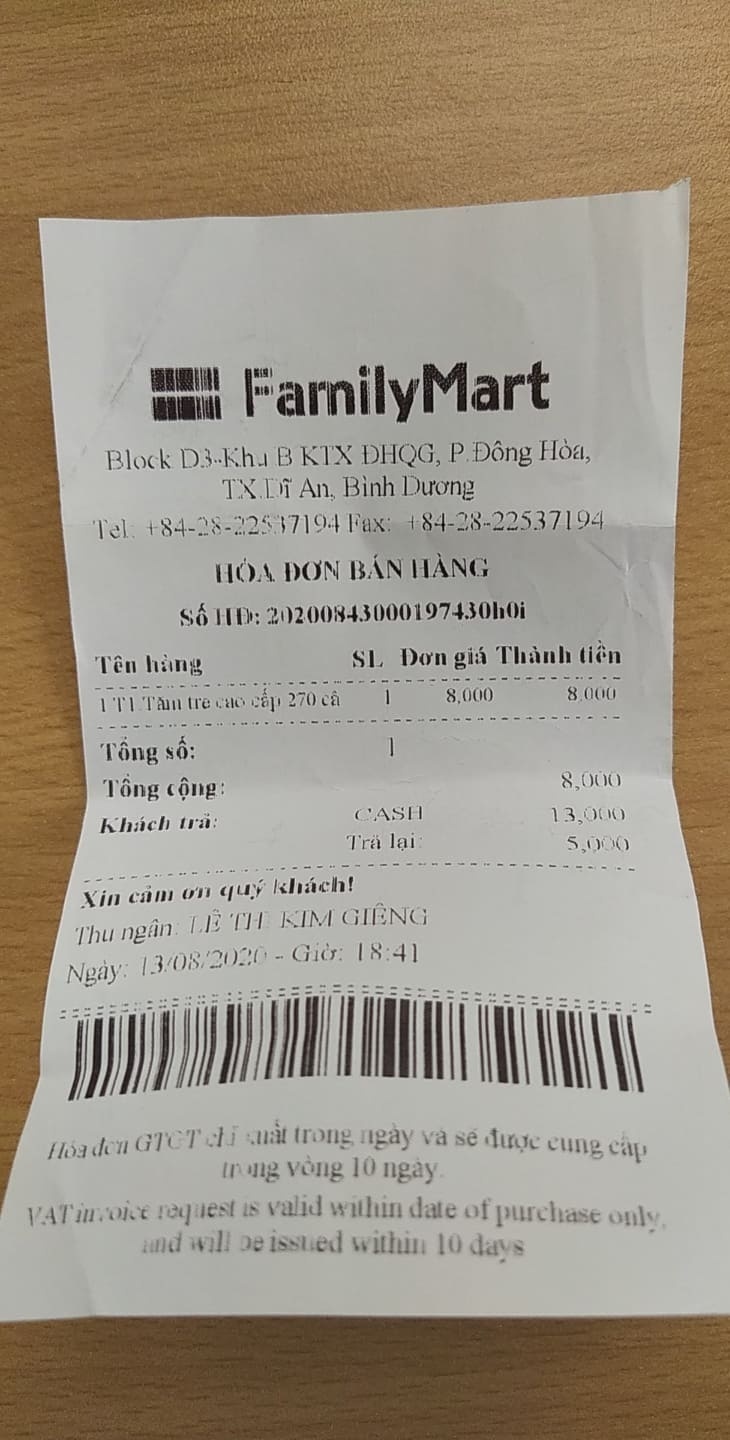 FamilyMart
Block D3-Khu B KTX ĐHQG, P.Đông Hòa,
TX.Dĩ An, Bình Dương
Tel: +84-28-22537194 Fax: +84-28-22537194
HÓA ĐƠN BÁN HÀNG
Số HĐ: 20200843000197430h0i
Tên hàng SL Đơn giá Thành tiền
1 T1.Tăm tre cao cấp 270 câ 1 8,000 8,000
Tổng số: 1
Tổng cộng: 8,000
Khách trả: CASH 13,000
Trả lại: 5,000
Xin cảm ơn quý khách!
Thu ngân: LÊ THỊ KIM GIÊNG
Ngày: 13/08/2020 - Giờ: 18:41
Hóa đơn GTGT chỉ xuất trong ngày và sẽ được cung cấp
trong vòng 10 ngày.
VAT invoice request is valid within date of purchase only,
and will be issued within 10 days